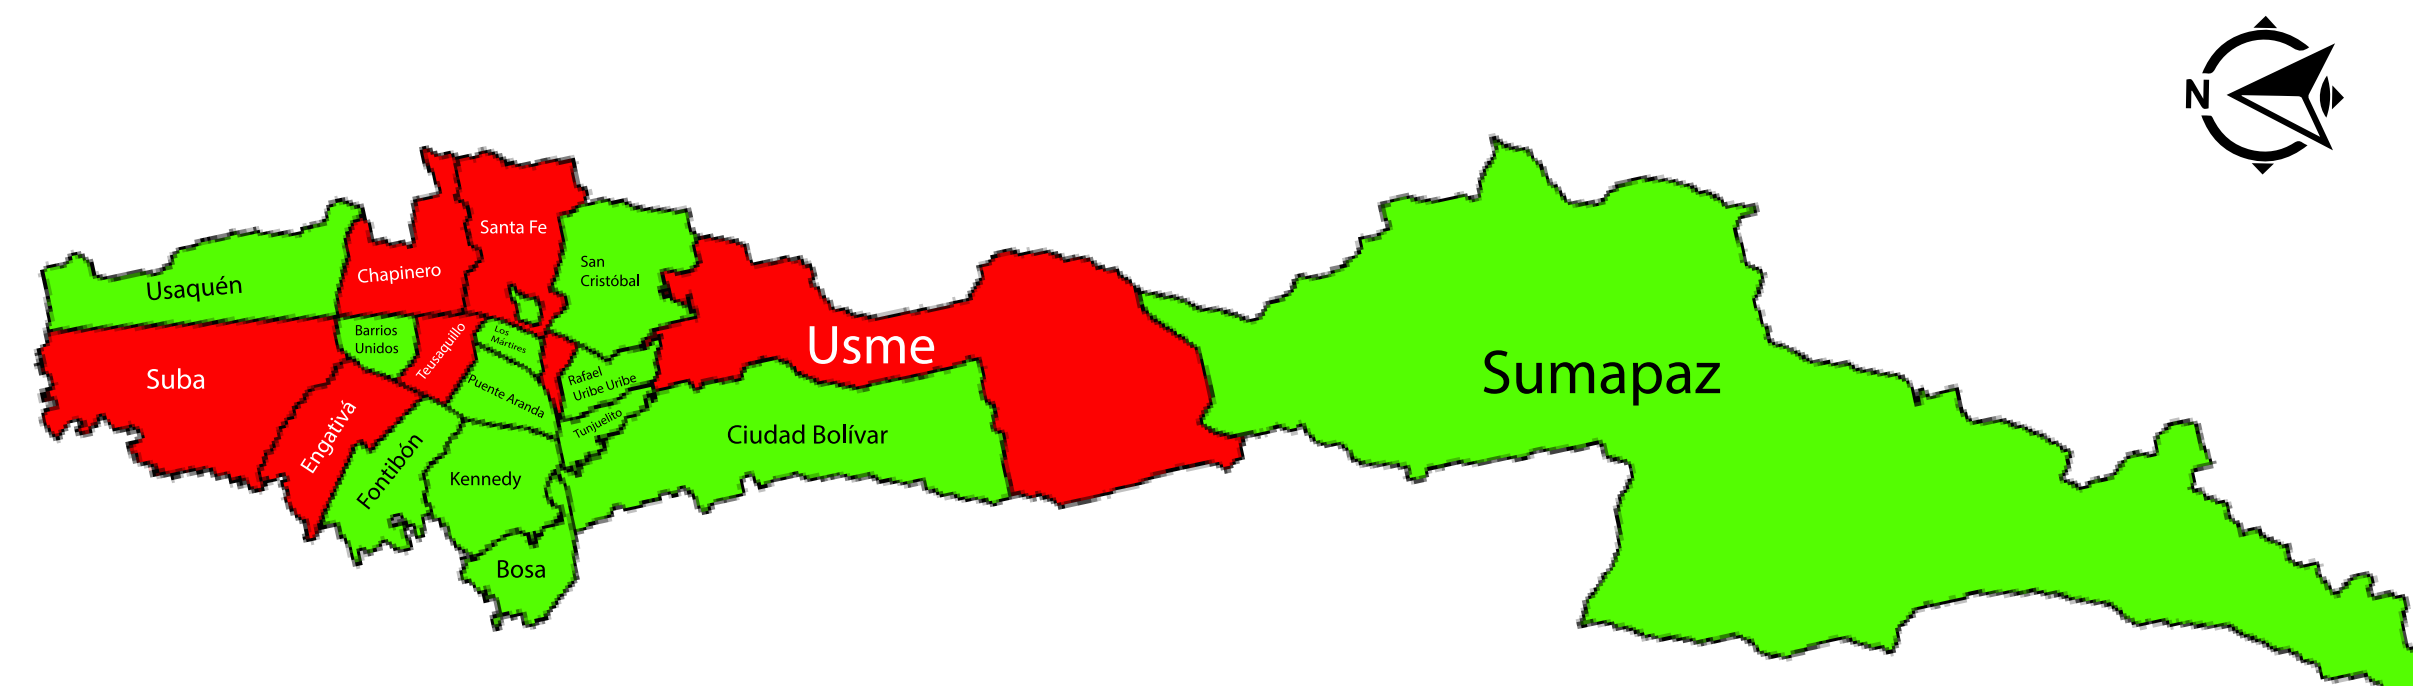 N
Santa Fe
San
Cristóbal
Chapinero
Usaquén
Barrios
Unidos
Teusaquillo
Los
Mártires
Usme
Suba
Sumapaz
Rafael
Uribe Uribe
Puente Aranda
Tunjuelito
Engativá
Ciudad Bolívar
Fontibón
Kennedy
Bosa